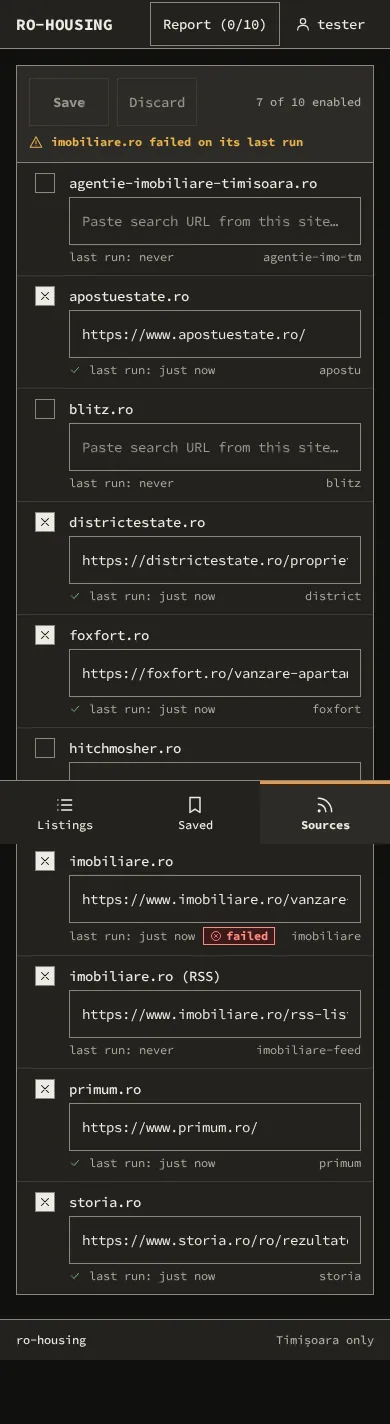 RO-HOUSING
Report (0/10)
tester
Save
Discard
7 of 10 enabled
imobiliare.ro failed on its last run
agentie-imobiliare-timisoara.ro
Paste search URL from this site…
last run: never
agentie-imo-tm
apostuestate.ro
https://www.apostuestate.ro/
last run: just now
apostu
blitz.ro
Paste search URL from this site…
last run: never
blitz
districtestate.ro
https://districtestate.ro/propriet
last run: just now
district
foxfort.ro
https://foxfort.ro/vanzare-apartam
last run: just now
foxfort
hitchmosher.ro
Listings
Saved
Sources
imobiliare.ro
https://www.imobiliare.ro/vanzare-
last run: just now
failed
imobiliare
imobiliare.ro (RSS)
https://www.imobiliare.ro/rss-list
last run: never
imobiliare-feed
primum.ro
https://www.primum.ro/
last run: just now
primum
storia.ro
https://www.storia.ro/ro/rezultate
last run: just now
storia
ro-housing
Timișoara only